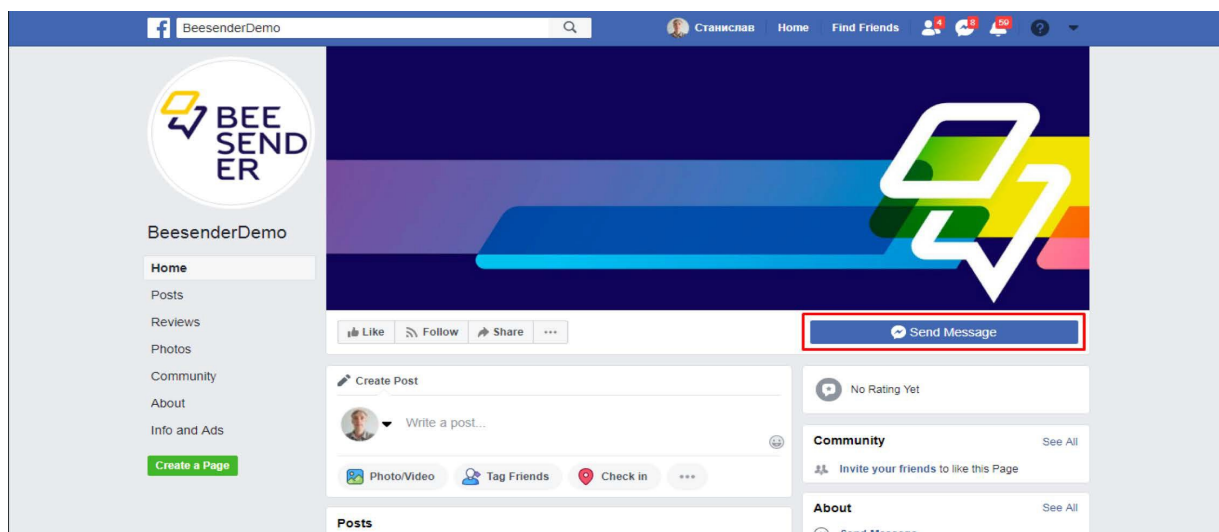 BeesenderDemo
Станислав
Home
Find Friends
4
8
59
?
BEE
SEND
ER
BeesenderDemo
Home
Posts
Reviews
Photos
Community
About
Info and Ads
Create a Page
Like
Follow
Share
...
Send Message
Create Post
Write a post...
Photo/Video
Tag Friends
Check in
...
Posts
No Rating Yet
Community
See All
Invite your friends to like this Page
About
See All
Send Message